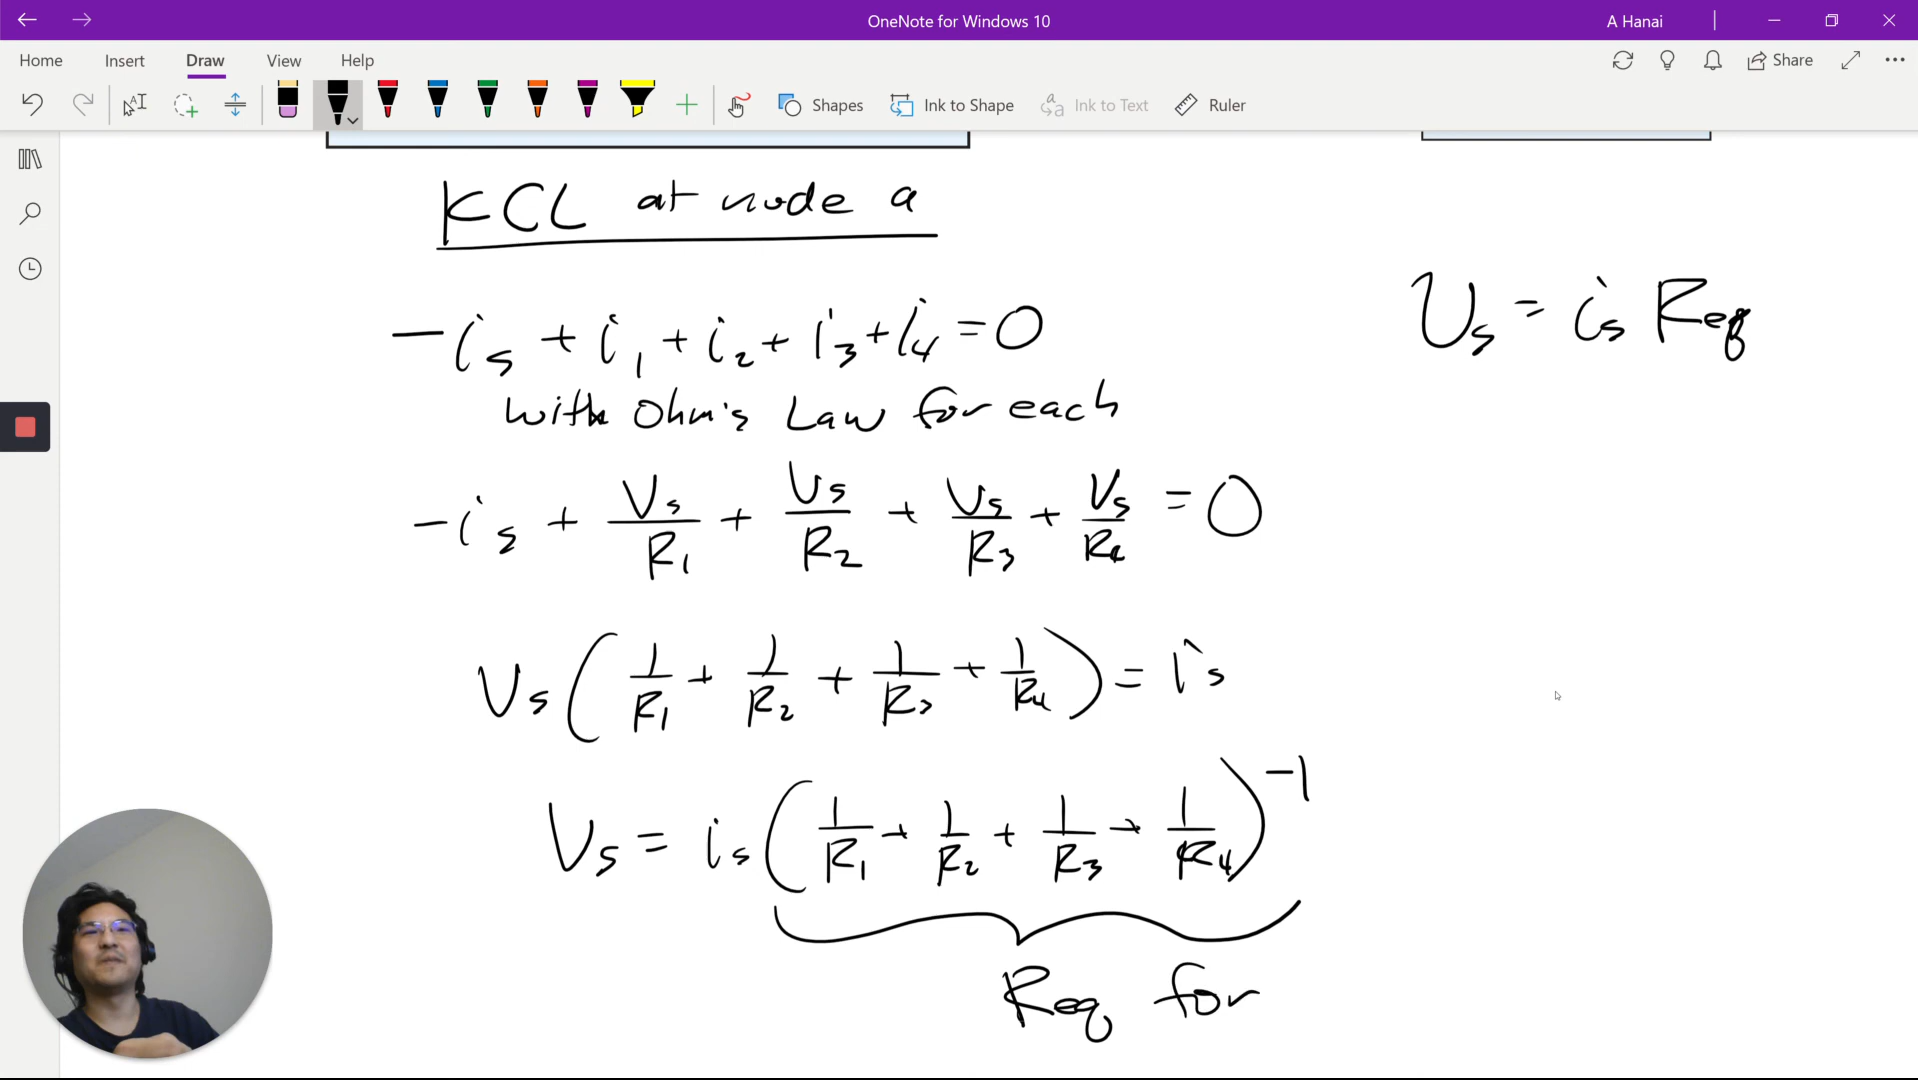 OneNote for Windows 10
A Hanai
Home Insert Draw View Help
Share
Shapes Ink to Shape Ink to Text Ruler
KCL at node a
-is + i1 + i2 + i3 + i4 = 0
Vs = is Req
with Ohm's Law for each
-is + Vs/R1 + Vs/R2 + Vs/R3 + Vs/R4 = 0
Vs(1/R1 + 1/R2 + 1/R3 + 1/R4) = is
Vs = is(1/R1 + 1/R2 + 1/R3 + 1/R4)^-1
Req for